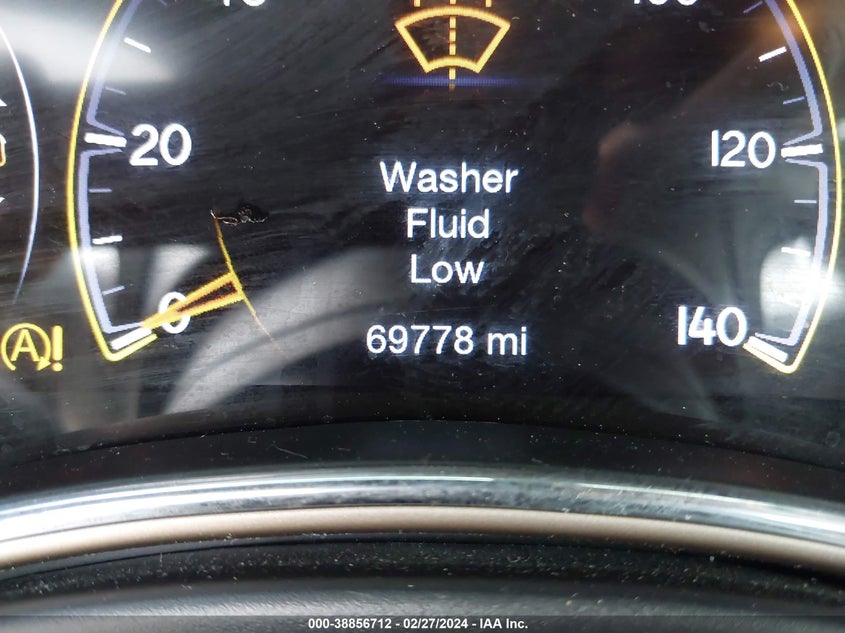 20
120
Washer
Fluid
Low
0
140
A!
69778 mi
000-38856712 - 02/27/2024 - IAA Inc.